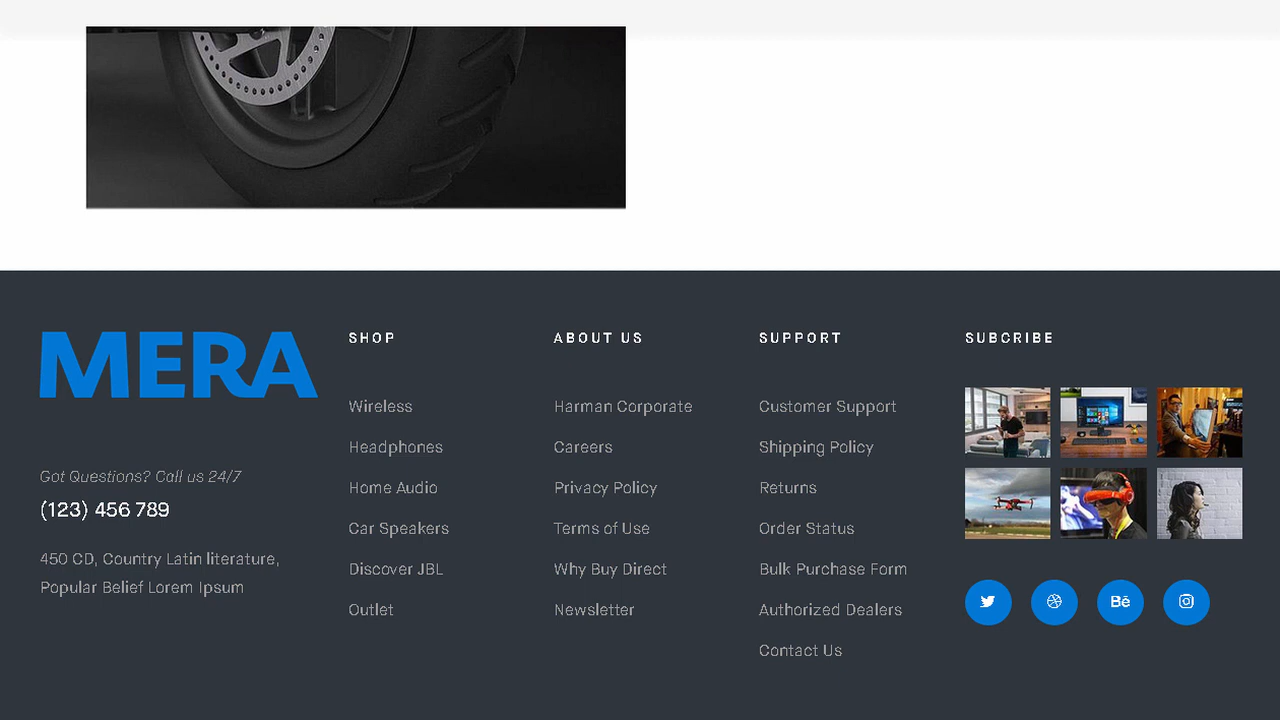 MERA
Got Questions? Call us 24/7
(123) 456 789
450 CD, Country Latin literature,
Popular Belief Lorem Ipsum
SHOP
Wireless
Headphones
Home Audio
Car Speakers
Discover JBL
Outlet
ABOUT US
Harman Corporate
Careers
Privacy Policy
Terms of Use
Why Buy Direct
Newsletter
SUPPORT
Customer Support
Shipping Policy
Returns
Order Status
Bulk Purchase Form
Authorized Dealers
Contact Us
SUBCRIBE
Bē